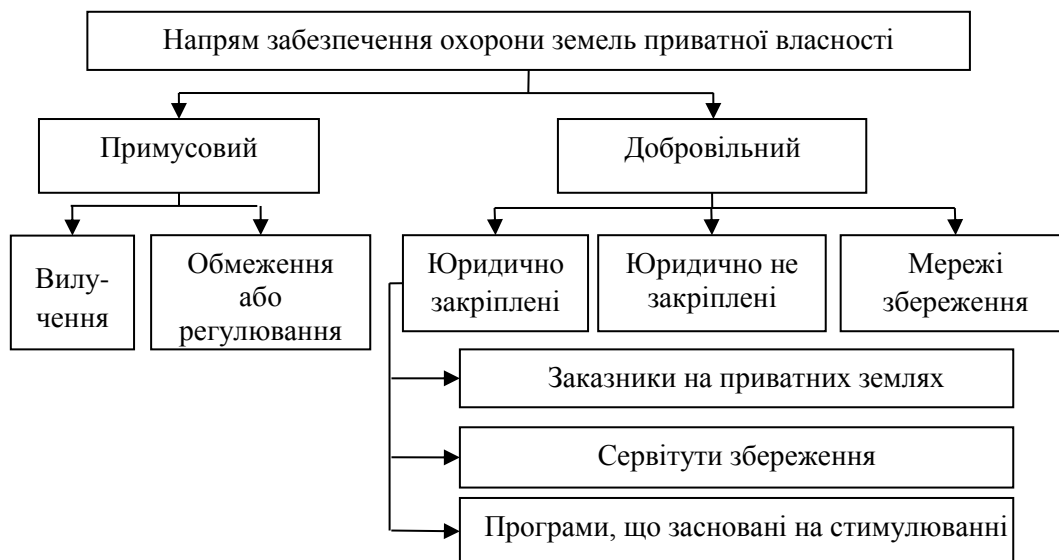 Напрям забезпечення охорони земель приватної власності
Примусовий
Добровільний
Вилу-
чення
Обмеження
або
регулювання
Юридично
закріплені
Юридично не
закріплені
Мережі
збереження
Заказники на приватних землях
Сервітути збереження
Програми, що засновані на стимулюванні